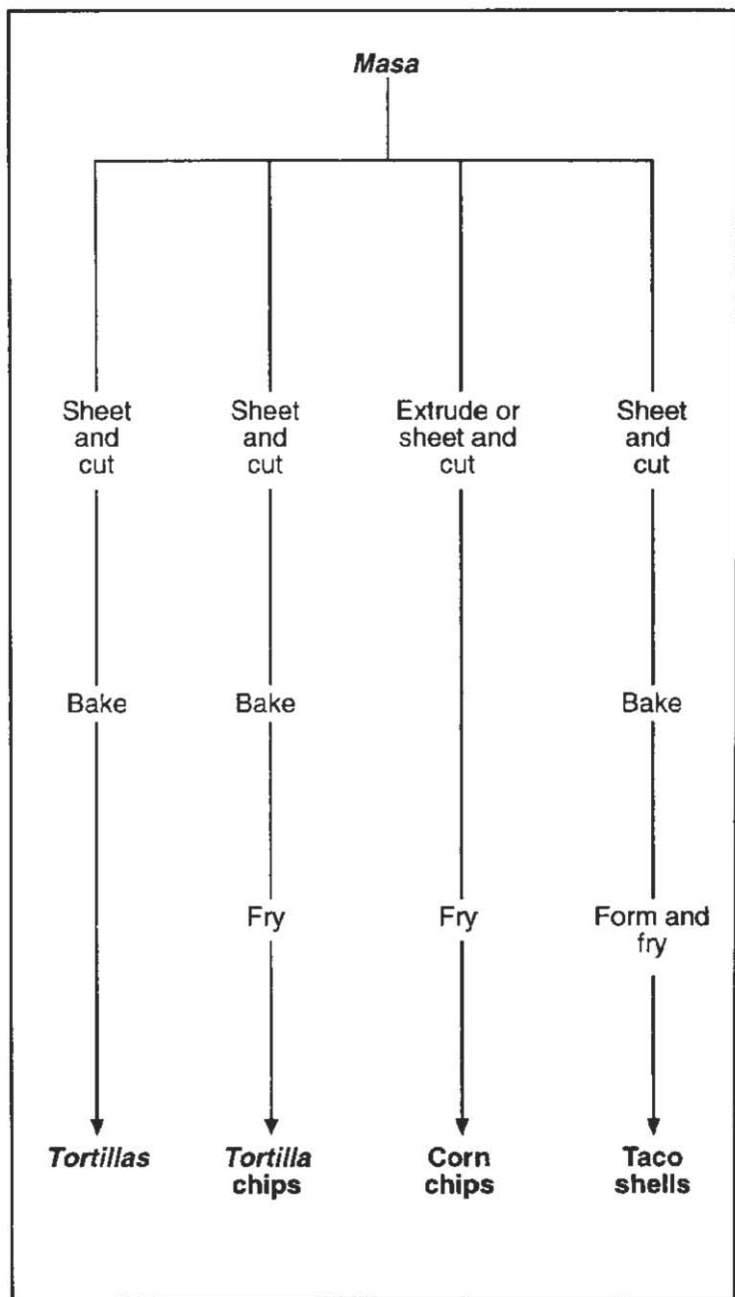 Masa
Sheet
and
cut
Sheet
and
cut
Extrude or
sheet and
cut
Sheet
and
cut
Bake
Bake
Bake
Fry
Fry
Form and
fry
Tortillas
Tortilla
chips
Corn
chips
Taco
shells